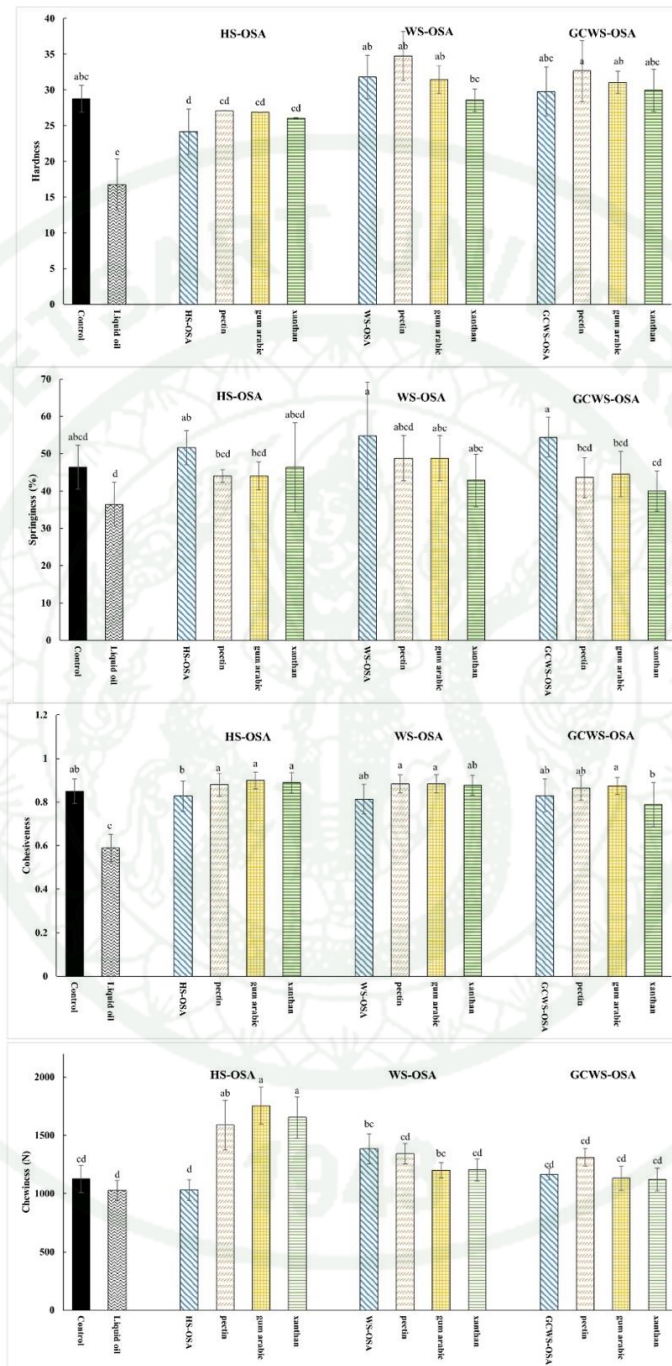 HS-OSA WS-OSA GCWS-OSA
abc e d cd cd cd ab ab ab bc abc a abc abc
Hardness
40
35
30
25
20
15
10
5
0
Control Liquid oil HS-OSA pectin gum arabic xanthan WS-OSA pectin gum arabic xanthan GCWS-OSA pectin gum arabic xanthan
HS-OSA WS-OSA GCWS-OSA
abcd d ab bcd bcd abcd a abc abc abc a bcd bcd cd
Springiness (%)
70
60
50
40
30
20
10
0
Control Liquid oil HS-OSA pectin gum arabic xanthan WS-OSA pectin gum arabic xanthan GCWS-OSA pectin gum arabic xanthan
HS-OSA WS-OSA GCWS-OSA
ab c b a a a ab a a ab ab ab a b
Cohesiveness
1.2
1
0.8
0.6
0.4
0.2
0
Control Liquid oil HS-OSA pectin gum arabic xanthan WS-OSA pectin gum arabic xanthan GCWS-OSA pectin gum arabic xanthan
HS-OSA WS-OSA GCWS-OSA
cd d d ab a a bc cd bc cd cd cd cd cd
Chewiness (N)
2000
1500
1000
500
0
Control Liquid oil HS-OSA pectin gum arabic xanthan WS-OSA pectin gum arabic xanthan GCWS-OSA pectin gum arabic xanthan
1943